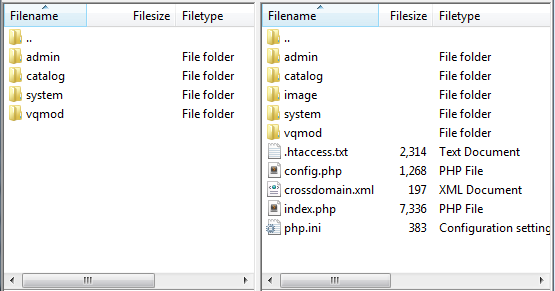 Filename Filesize Filetype
..
admin File folder
catalog File folder
system File folder
vqmod File folder
Filename Filesize Filetype
..
admin File folder
catalog File folder
image File folder
system File folder
vqmod File folder
.htaccess.txt 2,314 Text Document
config.php 1,268 PHP File
crossdomain.xml 197 XML Document
index.php 7,336 PHP File
php.ini 383 Configuration setting